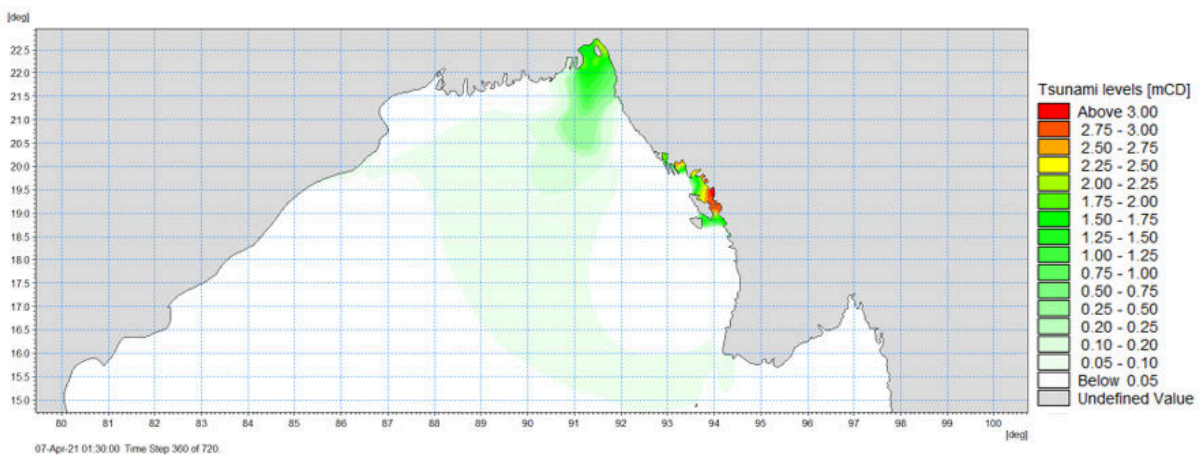 [deg]
22.5
22.0
21.5
21.0
20.5
20.0
19.5
19.0
18.5
18.0
17.5
17.0
16.5
16.0
15.5
15.0
80 81 82 83 84 85 86 87 88 89 90 91 92 93 94 95 96 97 98 99 100
[deg]
07-Apr-21 01:30:00 Time Step 360 of 720.
Tsunami levels [mCD]
Above 3.00
2.75 - 3.00
2.50 - 2.75
2.25 - 2.50
2.00 - 2.25
1.75 - 2.00
1.50 - 1.75
1.25 - 1.50
1.00 - 1.25
0.75 - 1.00
0.50 - 0.75
0.25 - 0.50
0.20 - 0.25
0.10 - 0.20
0.05 - 0.10
Below 0.05
Undefined Value